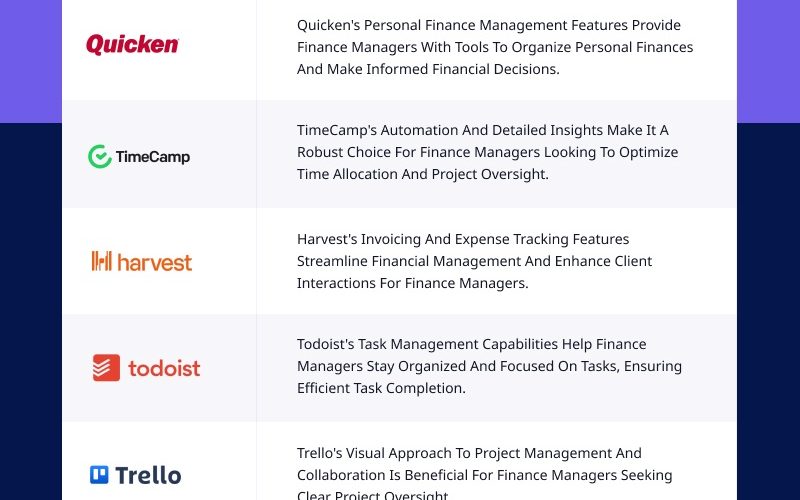 Quicken
Quicken's Personal Finance Management Features Provide
Finance Managers With Tools To Organize Personal Finances
And Make Informed Financial Decisions.
TimeCamp
TimeCamp's Automation And Detailed Insights Make It A
Robust Choice For Finance Managers Looking To Optimize
Time Allocation And Project Oversight.
harvest
Harvest's Invoicing And Expense Tracking Features
Streamline Financial Management And Enhance Client
Interactions For Finance Managers.
todoist
Todoist's Task Management Capabilities Help Finance
Managers Stay Organized And Focused On Tasks, Ensuring
Efficient Task Completion.
Trello
Trello's Visual Approach To Project Management And
Collaboration Is Beneficial For Finance Managers Seeking
Clear Project Oversight.